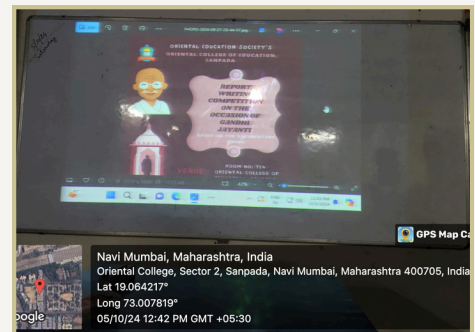 ORIENTAL EDUCATION SOCIETY'S
ORIENTAL COLLEGE OF EDUCATION,
SANPADA
REPORT
WRITING
COMPETITION
ON THE
OCCASION OF
GANDHI
JAYANTI
ROOM NO:714
ORIENTAL COLLEGE OF
42%
GPS Map Ca
Navi Mumbai, Maharashtra, India
Oriental College, Sector 2, Sanpada, Navi Mumbai, Maharashtra 400705, India
Lat 19.064217°
Long 73.007819°
05/10/24 12:42 PM GMT +05:30
oogle